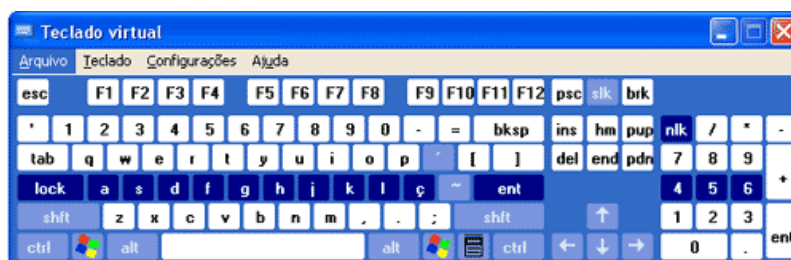 Teclado virtual
Arquivo Teclado Configurações Ajuda
esc F1 F2 F3 F4 F5 F6 F7 F8 F9 F10 F11 F12 psc slk brk
' 1 2 3 4 5 6 7 8 9 0 - = bksp ins hm pup nlk / * -
tab q w e r t y u i o p ´ [ ] del end pdn 7 8 9 +
lock a s d f g h j k l ç ~ ent 4 5 6
shft z x c v b n m , . ; shft ↑ 1 2 3
ctrl alt alt ctrl ← ↓ → 0 . ent